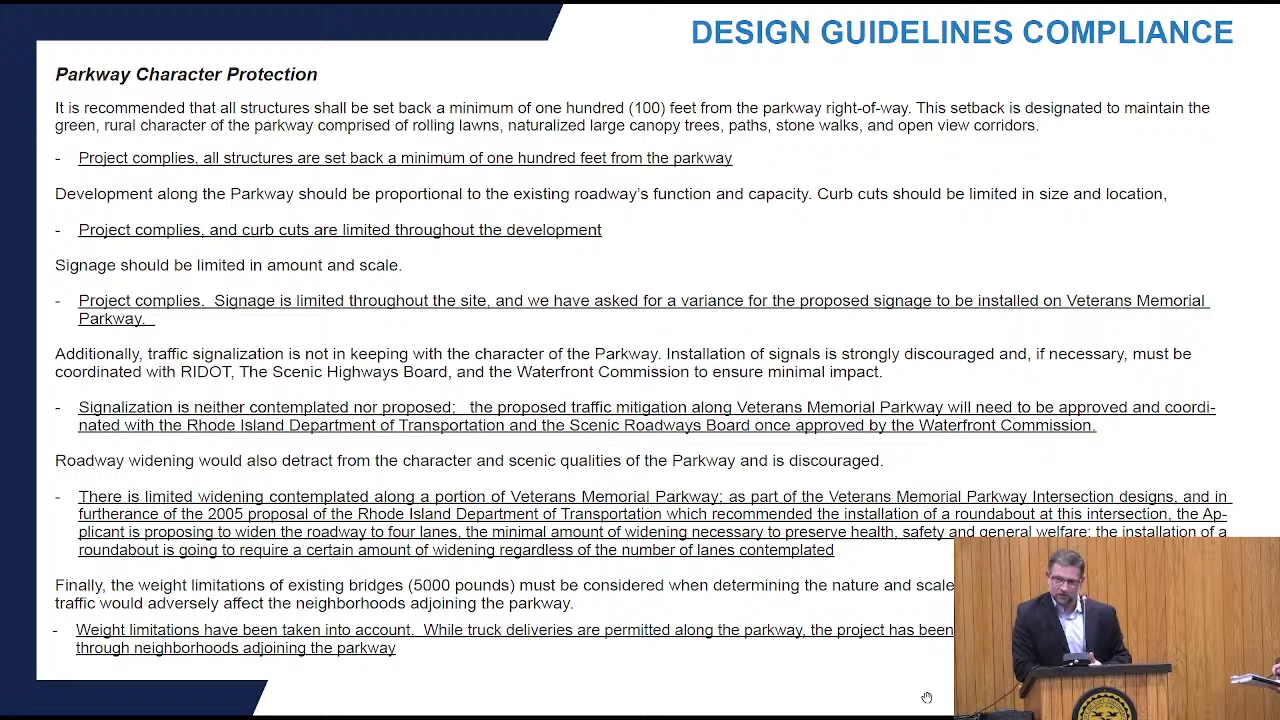 DESIGN GUIDELINES COMPLIANCE
Parkway Character Protection
It is recommended that all structures shall be set back a minimum of one hundred (100) feet from the parkway right-of-way. This setback is designated to maintain the
green, rural character of the parkway comprised of rolling lawns, naturalized large canopy trees, paths, stone walks, and open view corridors.
- Project complies, all structures are set back a minimum of one hundred feet from the parkway
Development along the Parkway should be proportional to the existing roadway's function and capacity. Curb cuts should be limited in size and location,
- Project complies, and curb cuts are limited throughout the development
Signage should be limited in amount and scale.
- Project complies. Signage is limited throughout the site, and we have asked for a variance for the proposed signage to be installed on Veterans Memorial
Parkway.
Additionally, traffic signalization is not in keeping with the character of the Parkway. Installation of signals is strongly discouraged and, if necessary, must be
coordinated with RIDOT, The Scenic Highways Board, and the Waterfront Commission to ensure minimal impact.
- Signalization is neither contemplated nor proposed; the proposed traffic mitigation along Veterans Memorial Parkway will need to be approved and coordi-
nated with the Rhode Island Department of Transportation and the Scenic Roadways Board once approved by the Waterfront Commission.
Roadway widening would also detract from the character and scenic qualities of the Parkway and is discouraged.
- There is limited widening contemplated along a portion of Veterans Memorial Parkway; as part of the Veterans Memorial Parkway Intersection designs, and in
furtherance of the 2005 proposal of the Rhode Island Department of Transportation which recommended the installation of a roundabout at this intersection, the Ap-
plicant is proposing to widen the roadway to four lanes, the minimal amount of widening necessary to preserve health, safety and general welfare; the installation of a
roundabout is going to require a certain amount of widening regardless of the number of lanes contemplated
Finally, the weight limitations of existing bridges (5000 pounds) must be considered when determining the nature and scale
traffic would adversely affect the neighborhoods adjoining the parkway.
- Weight limitations have been taken into account. While truck deliveries are permitted along the parkway, the project has been
through neighborhoods adjoining the parkway